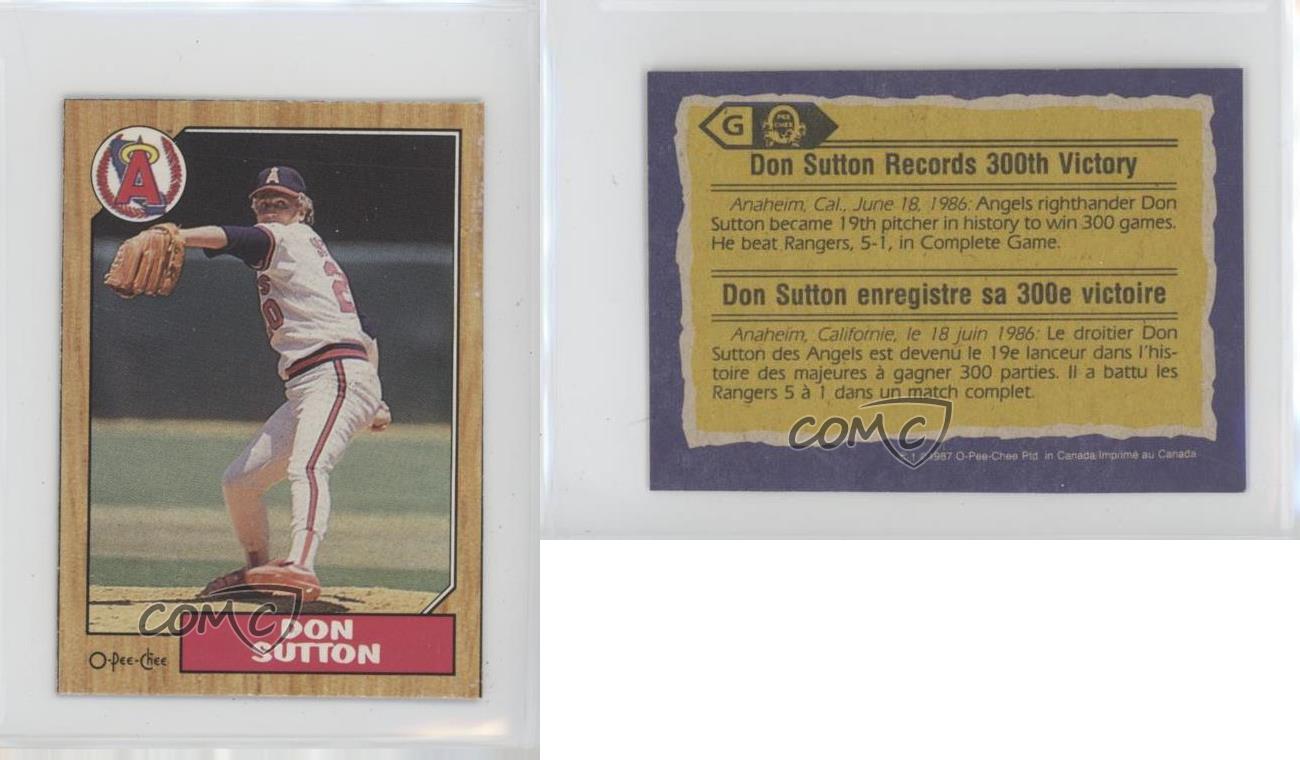 A
A
20
DON
SUTTON
O-Pee-Chee
COMC
G
O PEE CHEE
Don Sutton Records 300th Victory
Anaheim, Cal., June 18, 1986: Angels righthander Don
Sutton became 19th pitcher in history to win 300 games.
He beat Rangers, 5-1, in Complete Game.
Don Sutton enregistre sa 300e victoire
Anaheim, Californie, le 18 juin 1986: Le droitier Don
Sutton des Angels est devenu le 19e lanceur dans l'his-
toire des majeures à gagner 300 parties. Il a battu les
Rangers 5 à 1 dans un match complet.
COMC
1987 O-Pee-Chee Ptd in Canada/Imprimé au Canada